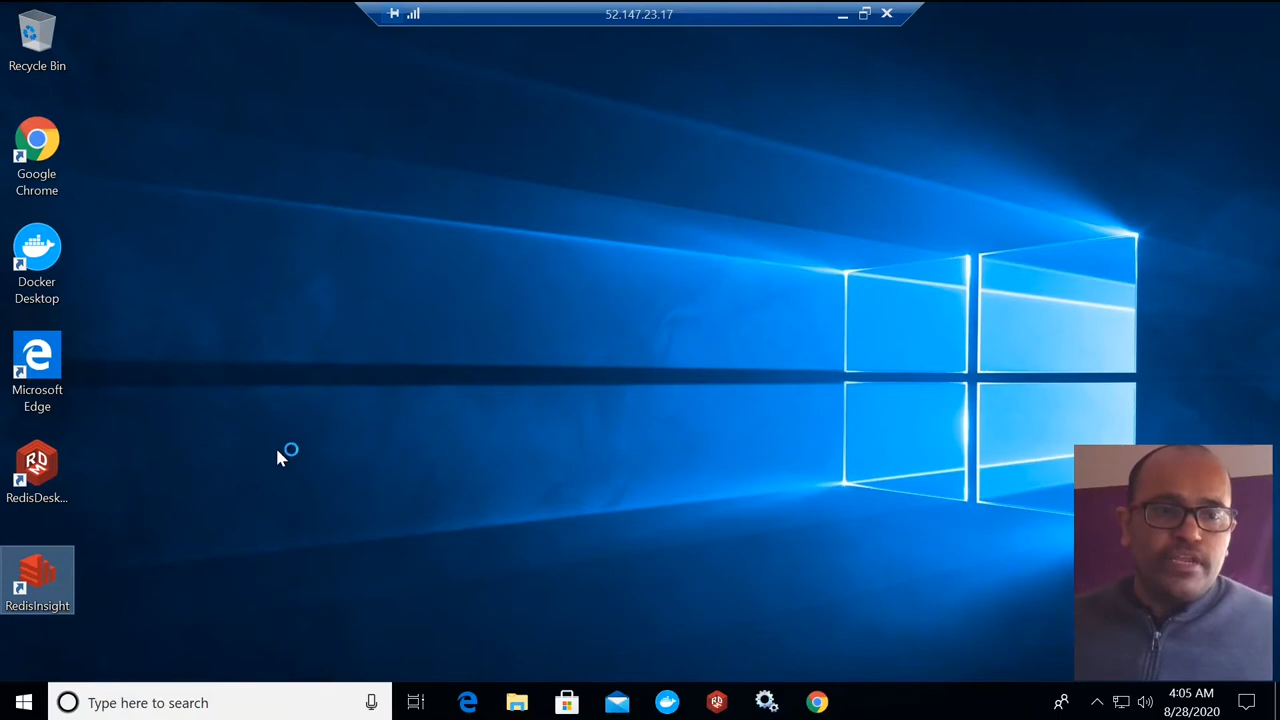 52.147.23.17
Recycle Bin
Google
Chrome
Docker
Desktop
Microsoft
Edge
RDM
RedisDesk...
RedisInsight
Type here to search
4:05 AM
8/28/2020